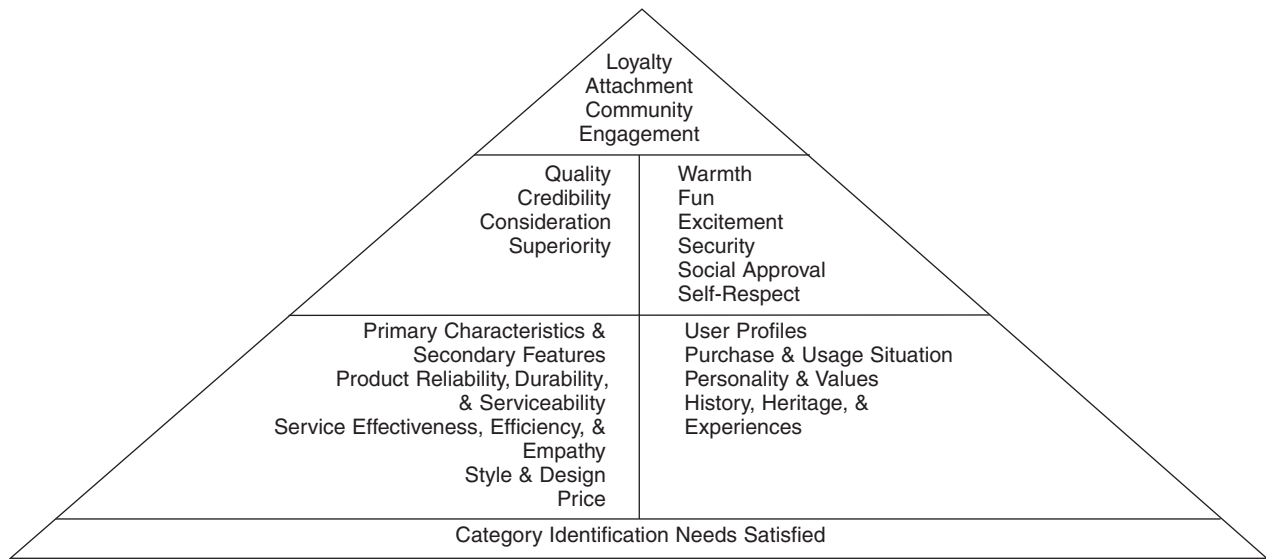 Loyalty
Attachment
Community
Engagement
Quality
Credibility
Consideration
Superiority
Warmth
Fun
Excitement
Security
Social Approval
Self-Respect
Primary Characteristics &
Secondary Features
Product Reliability, Durability,
& Serviceability
Service Effectiveness, Efficiency, &
Empathy
Style & Design
Price
User Profiles
Purchase & Usage Situation
Personality & Values
History, Heritage, &
Experiences
Category Identification Needs Satisfied